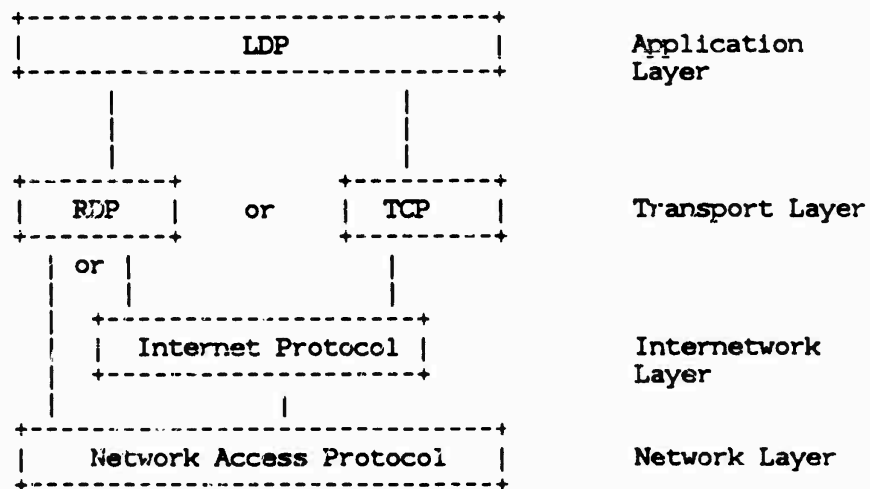 LDP Application
Layer
RDP or TCP Transport Layer
or
Internet Protocol Internetwork
Layer
Network Access Protocol Network Layer